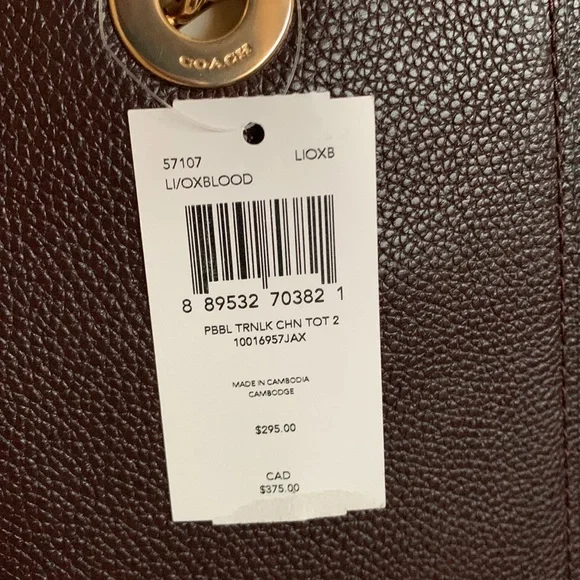 COACH
57107 LIOXB
LI/OXBLOOD
8 89532 70382 1
PBBL TRNLK CHN TOT 2
10016957JAX
MADE IN CAMBODIA
CAMBODGE
$295.00
CAD
$375.00